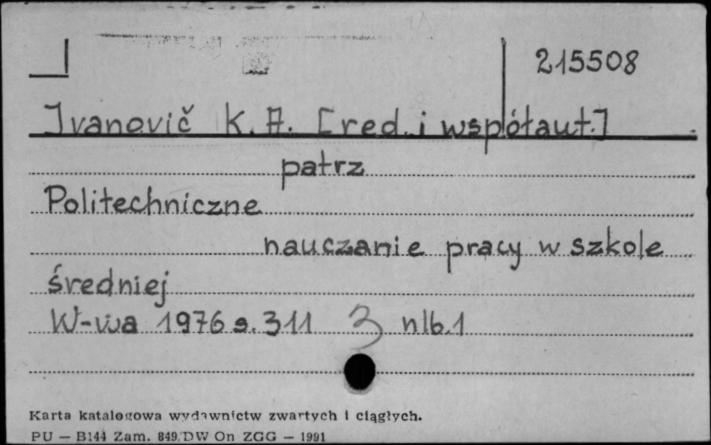 215508
Ivanovič K. A. [red. i współaut.]
patrz
Politechniczne
nauczanie pracy w szkole
średniej
W-wa 1976 s. 311 3 nlb. 1
Karta katalogowa wydawnictw zwartych i ciągłych.
PU — B144 Zam. 849. DW On ZGG — 1991